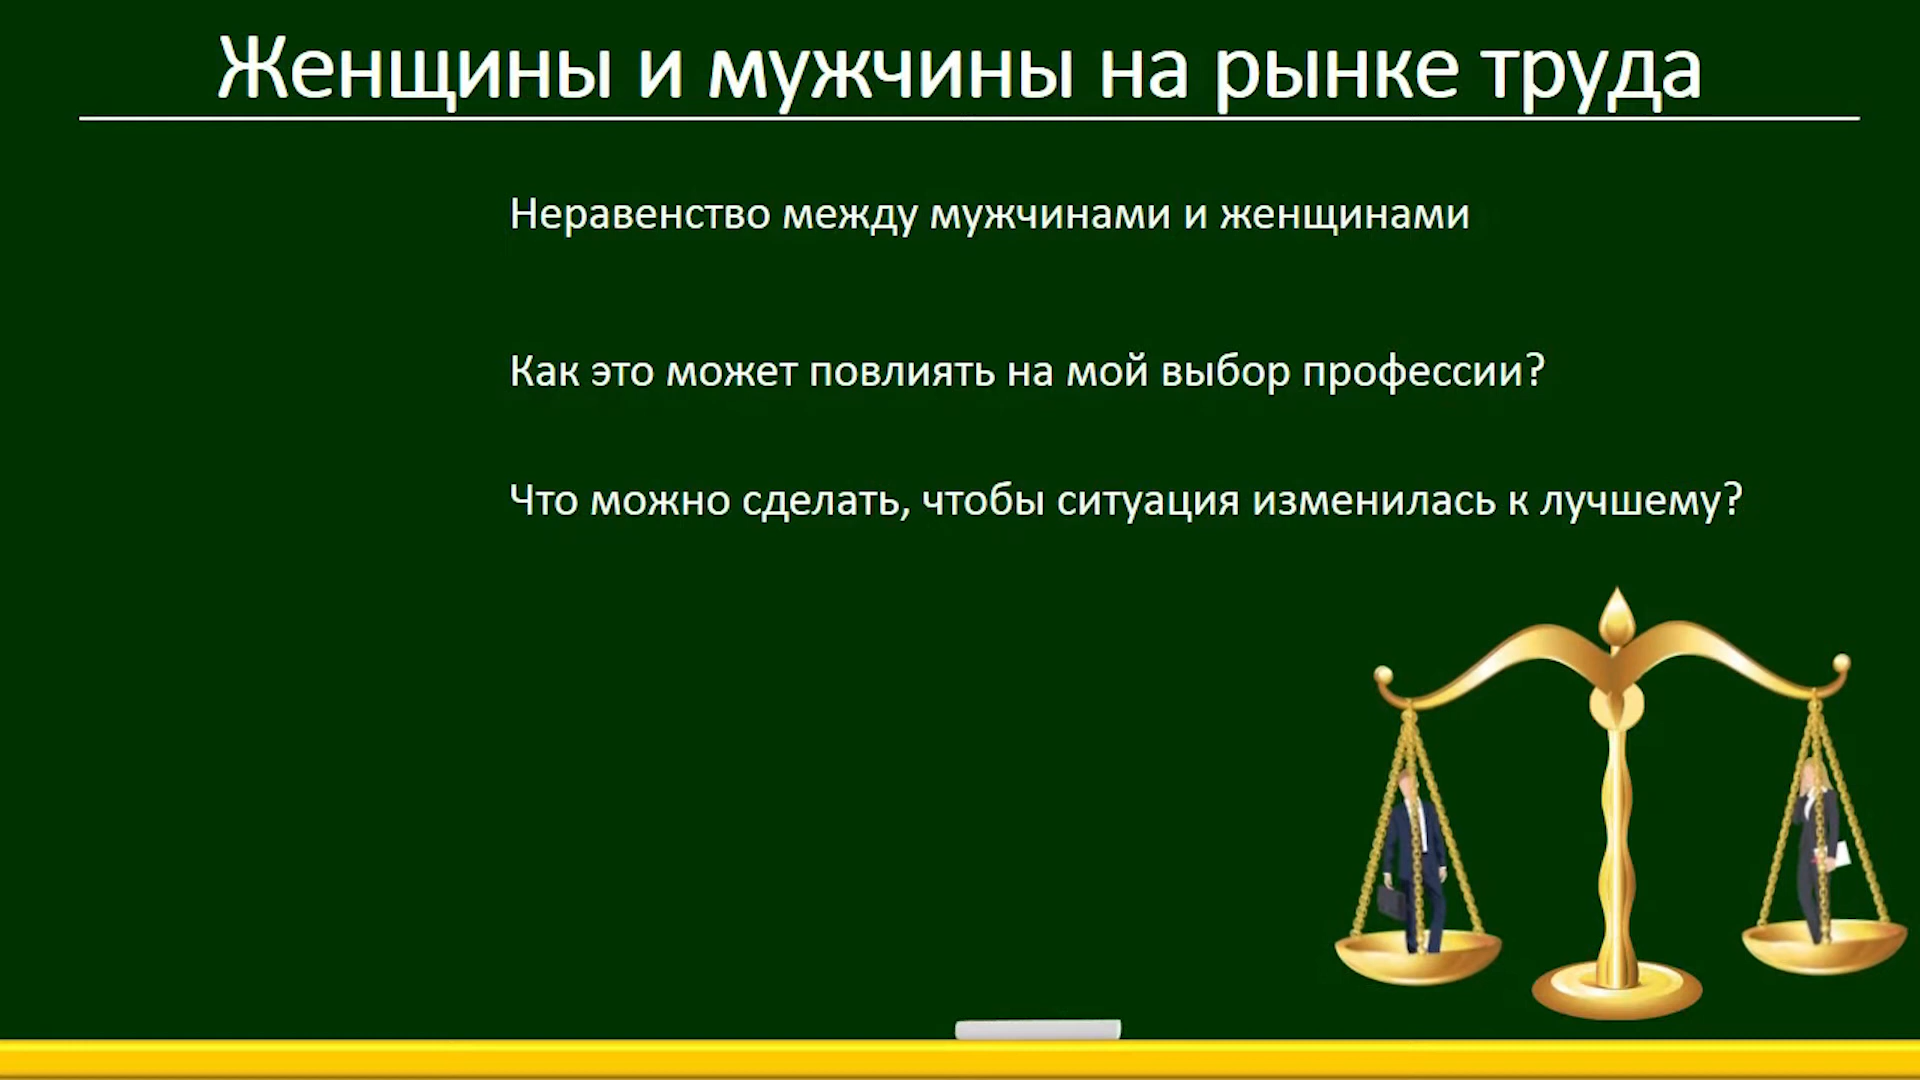 Женщины и мужчины на рынке труда
Неравенство между мужчинами и женщинами
Как это может повлиять на мой выбор профессии?
Что можно сделать, чтобы ситуация изменилась к лучшему?